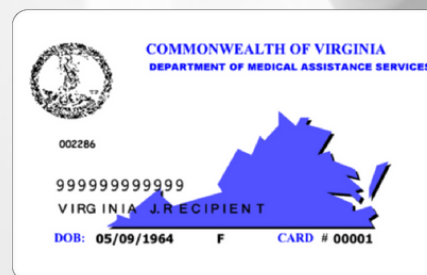 COMMONWEALTH OF VIRGINIA
DEPARTMENT OF MEDICAL ASSISTANCE SERVICES
002286
999999999999
VIRGINIA J.RECIPIENT
DOB: 05/09/1964 F CARD # 00001